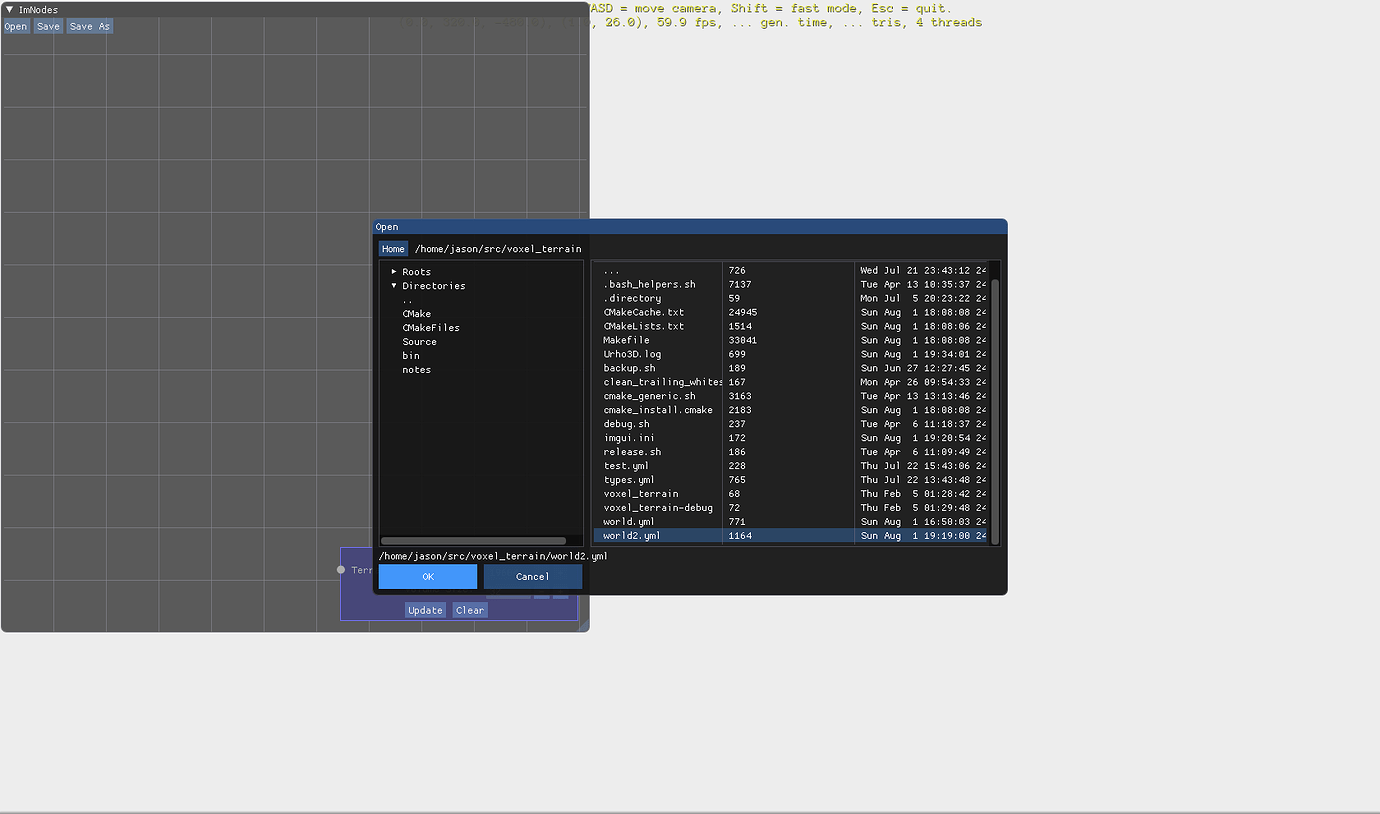 ImNodes
ASD = move camera, Shift = fast mode, Esc = quit.
26.0), 59.9 fps, ... gen. time, ... tris, 4 threads
Open Save Save As
Open
Home /home/jason/src/voxel_terrain
Roots
Directories
..
CMake
CMakeFiles
Source
bin
notes
... 726 Wed Jul 21 23:43:12 24
.bash_helpers.sh 7137 Tue Apr 13 10:35:37 24
.directory 59 Mon Jul 5 20:23:22 24
CMakeCache.txt 24945 Sun Aug 1 18:08:08 24
CMakeLists.txt 1514 Sun Aug 1 18:08:06 24
Makefile 33041 Sun Aug 1 18:08:08 24
Urho3D.log 699 Sun Aug 1 19:34:01 24
backup.sh 189 Sun Jun 27 12:27:45 24
clean_trailing_whites 167 Mon Apr 26 09:54:33 24
cmake_generic.sh 3163 Tue Apr 13 13:13:46 24
cmake_install.cmake 2183 Sun Aug 1 18:08:08 24
debug.sh 237 Tue Apr 6 11:18:37 24
imgui.ini 172 Sun Aug 1 19:20:54 24
release.sh 186 Tue Apr 6 11:09:49 24
test.yml 228 Thu Jul 22 15:43:06 24
types.yml 765 Thu Jul 22 13:43:48 24
voxel_terrain 68 Thu Feb 5 01:28:42 24
voxel_terrain-debug 72 Thu Feb 5 01:29:48 24
world.yml 771 Sun Aug 1 16:50:03 24
world2.yml 1164 Sun Aug 1 19:19:00 24
/home/jason/src/voxel_terrain/world2.yml
Terr
OK Cancel
Update Clear